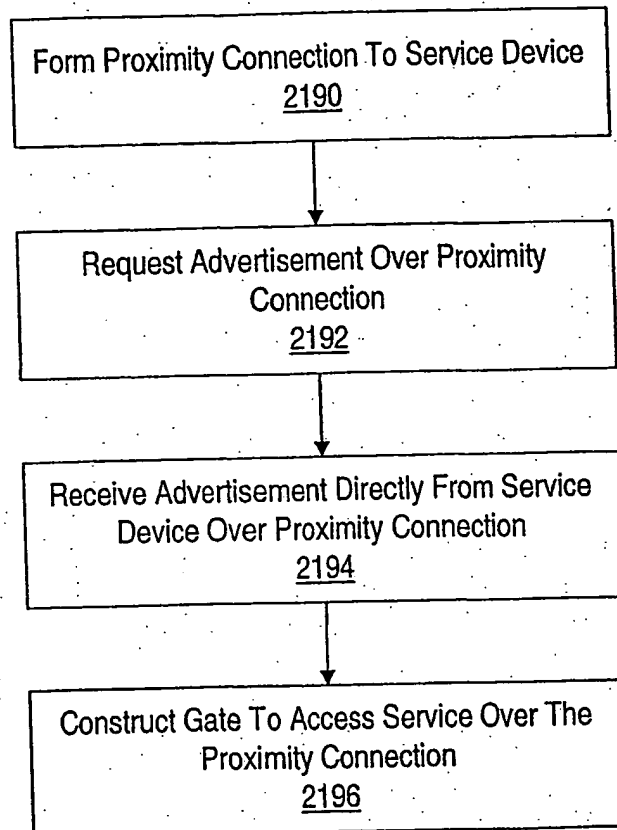 Form Proximity Connection To Service Device
2190
Request Advertisement Over Proximity
Connection
2192
Receive Advertisement Directly From Service
Device Over Proximity Connection
2194
Construct Gate To Access Service Over The
Proximity Connection
2196